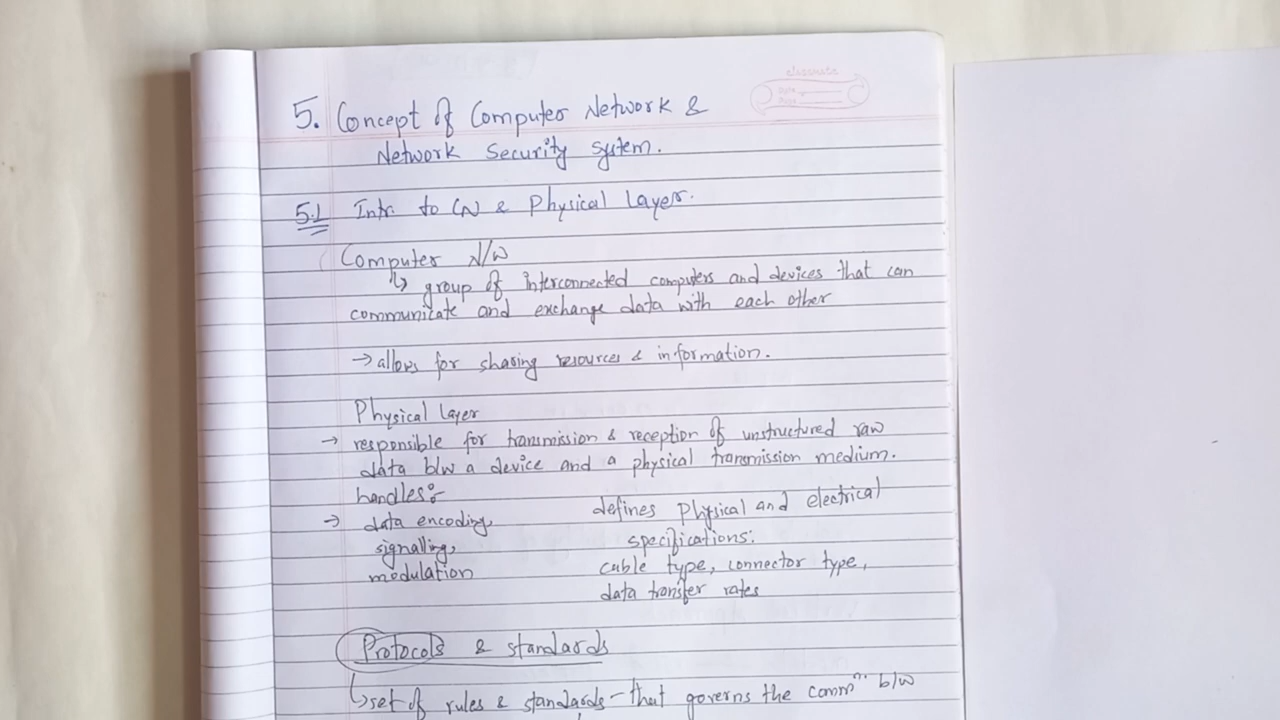 classmate
Date
Page
5. Concept of Computer Network &
Network Security system.
5.1 Intr. to CN & Physical Layer.
Computer N/W
↳ group of interconnected computers and devices that can
communicate and exchange data with each other
→ allows for sharing resources & information.
Physical Layer
→ responsible for transmission & reception of unstructured raw
data b/w a device and a physical transmission medium.
handles:
→ data encoding,
signalling,
modulation
defines Physical and electrical
specifications:
cable type, connector type,
data transfer rates
Protocols & standards
↳ set of rules & standards - that governs the commⁿ b/w